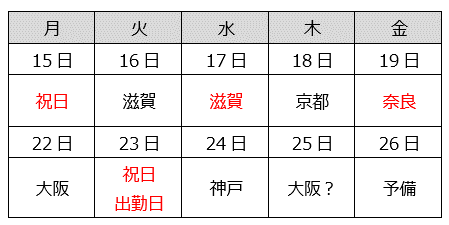 月 火 水 木 金
15日 16日 17日 18日 19日
祝日 滋賀 滋賀 京都 奈良
22日 23日 24日 25日 26日
大阪 祝日 神戸 大阪？ 予備
出勤日